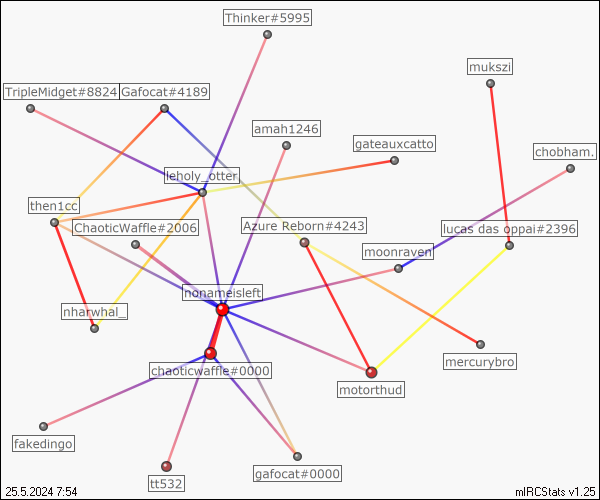 Thinker#5995
mukszi
TripleMidget#8824
Gafocat#4189
amah1246
gateauxcatto
chobham.
leholy_otter
then1cc
ChaoticWaffle#2006
Azure Reborn#4243
lucas das oppai#2396
moonraven
nonameisleft
nharwhal_
mercurybro
chaoticwaffle#0000
motorthud
fakedingo
gafocat#0000
tt532
25.5.2024 7:54
mIRCStats v1.25